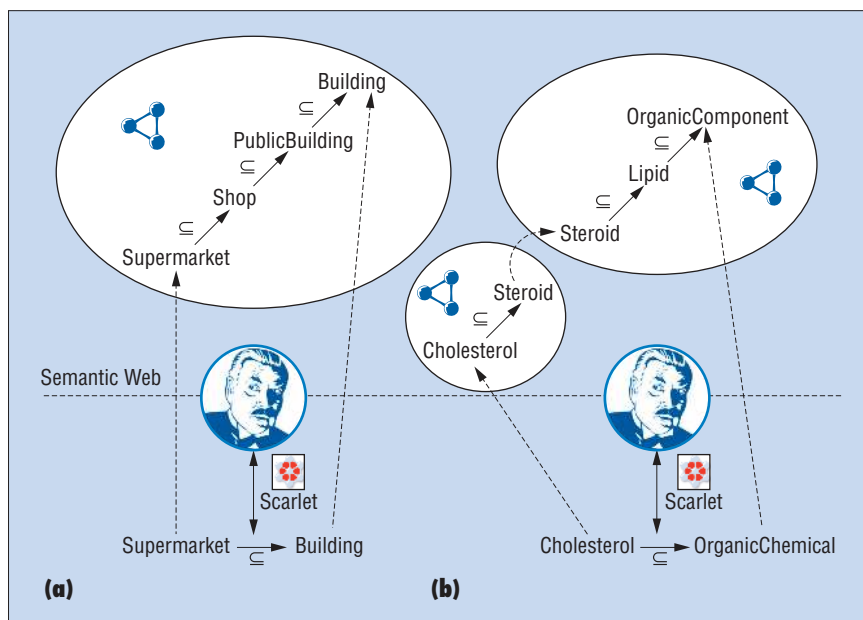 Building
⊆
PublicBuilding
⊆
Shop
⊆
Supermarket
OrganicComponent
⊆
Lipid
⊆
Steroid
Steroid
⊆
Cholesterol
Semantic Web
Scarlet
Supermarket ⊆ Building
(a)
Scarlet
Cholesterol ⊆ OrganicChemical
(b)